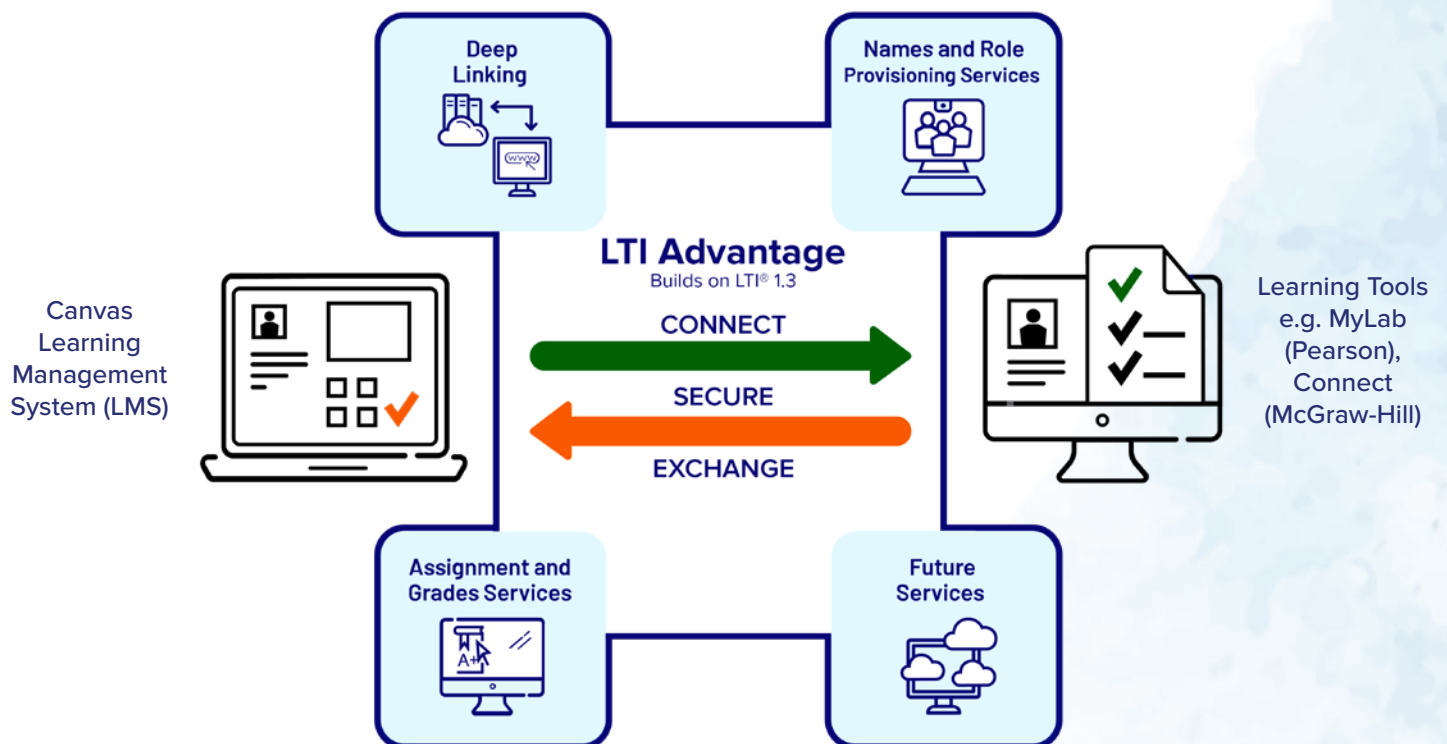 Deep
Linking
www
Names and Role
Provisioning Services
LTI Advantage
Builds on LTI® 1.3
CONNECT
SECURE
EXCHANGE
Canvas
Learning
Management
System (LMS)
Learning Tools
e.g. MyLab
(Pearson),
Connect
(McGraw-Hill)
Assignment and
Grades Services
A+
Future
Services